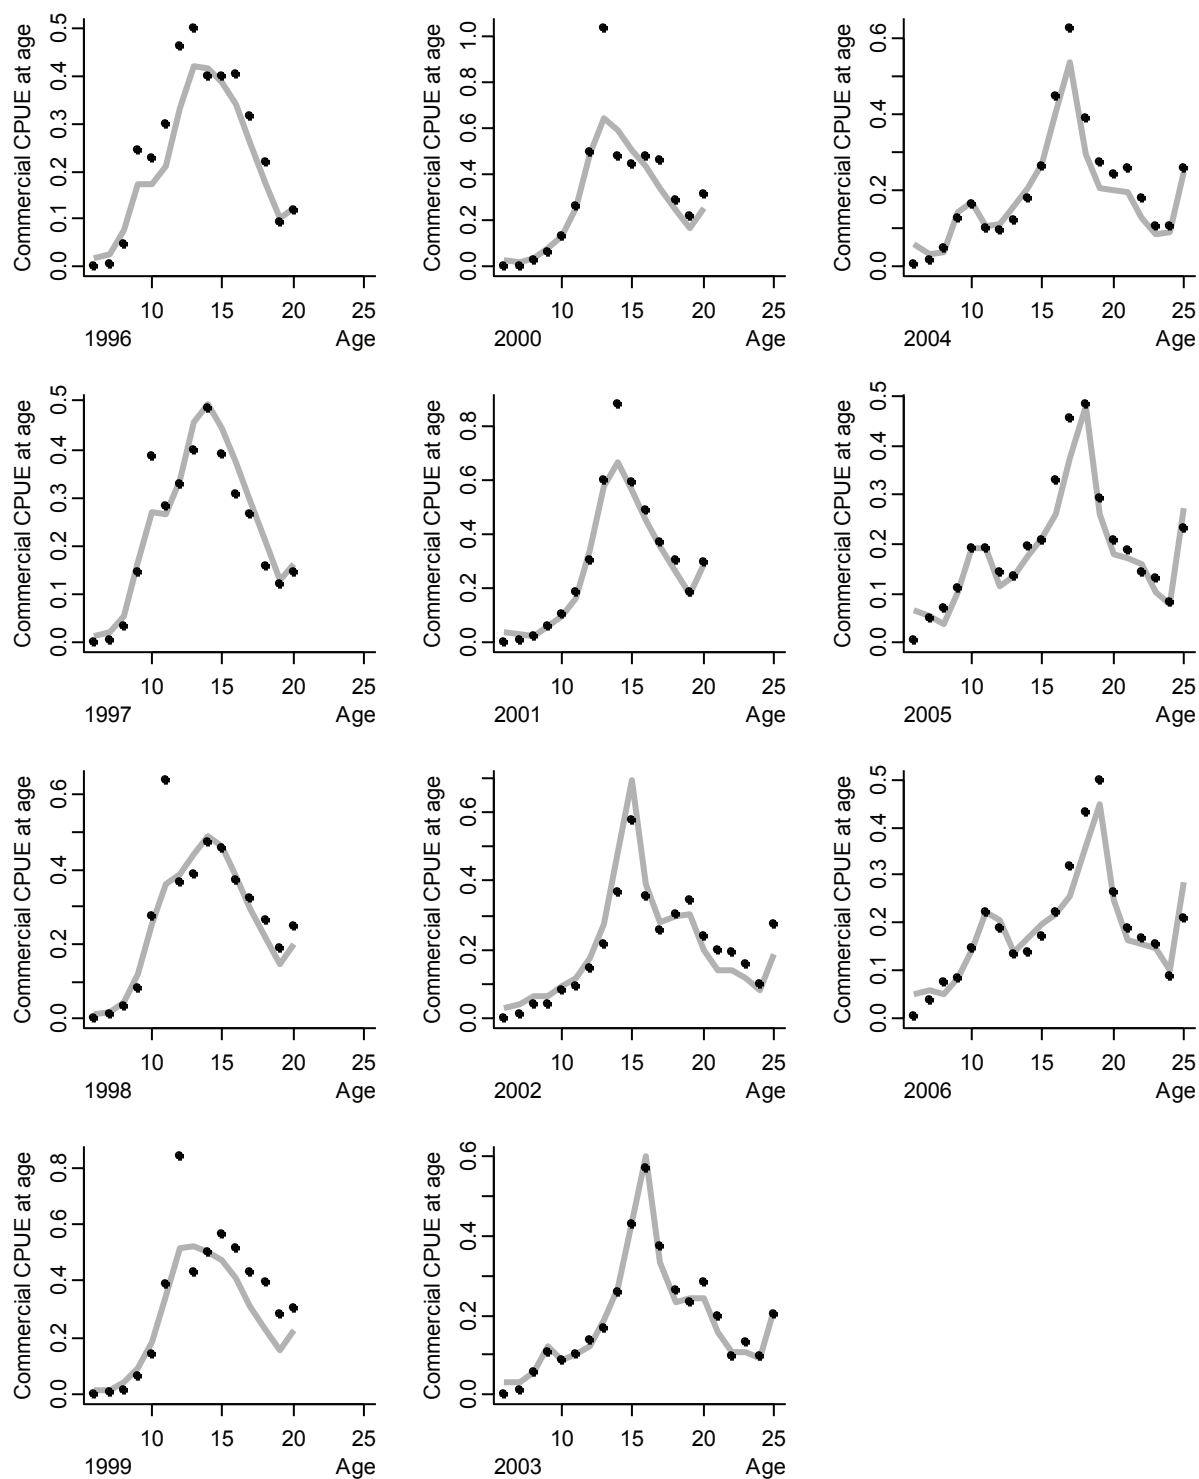 Commercial CPUE at age
0.0 0.1 0.2 0.3 0.4 0.5
10 15 20 25
1996 Age
Commercial CPUE at age
0.0 0.2 0.4 0.6 0.8 1.0
10 15 20 25
2000 Age
Commercial CPUE at age
0.0 0.2 0.4 0.6
10 15 20 25
2004 Age
Commercial CPUE at age
0.0 0.1 0.2 0.3 0.4 0.5
10 15 20 25
1997 Age
Commercial CPUE at age
0.0 0.2 0.4 0.6 0.8
10 15 20 25
2001 Age
Commercial CPUE at age
0.0 0.1 0.2 0.3 0.4 0.5
10 15 20 25
2005 Age
Commercial CPUE at age
0.0 0.2 0.4 0.6
10 15 20 25
1998 Age
Commercial CPUE at age
0.0 0.2 0.4 0.6
10 15 20 25
2002 Age
Commercial CPUE at age
0.0 0.1 0.2 0.3 0.4 0.5
10 15 20 25
2006 Age
Commercial CPUE at age
0.0 0.2 0.4 0.6 0.8
10 15 20 25
1999 Age
Commercial CPUE at age
0.0 0.2 0.4 0.6
10 15 20 25
2003 Age